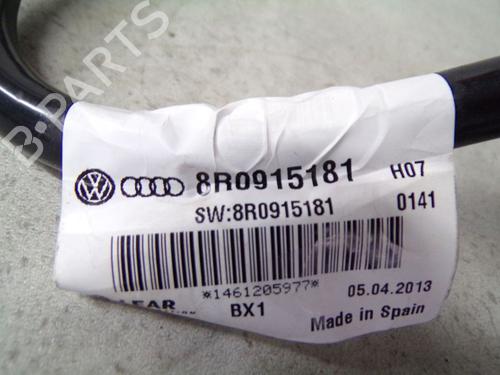 B-PARTS
8R0915181 H07
SW:8R0915181 0141
*1461205977* 05.04.2013
LEAR BX1 Made in Spain